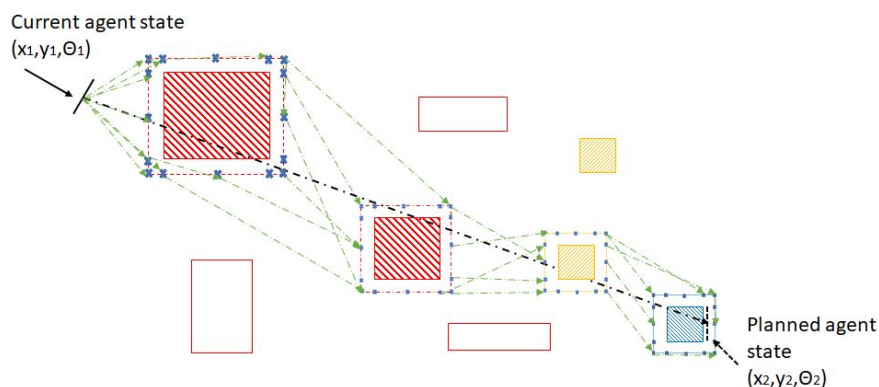 Current agent state
(x1,y1,Θ1)
Planned agent
state
(x2,y2,Θ2)